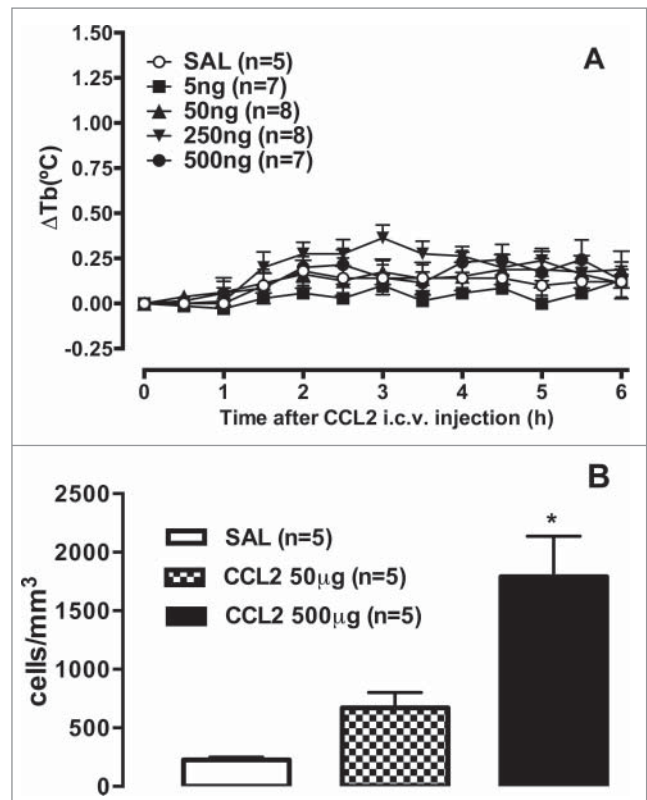 A
1.50
1.25
1.00
0.75
0.50
0.25
0.00
-0.25
ΔTb(ºC)
SAL (n=5)
5ng (n=7)
50ng (n=8)
250ng (n=8)
500ng (n=7)
0 1 2 3 4 5 6
Time after CCL2 i.c.v. injection (h)
B
2500
2000
1500
1000
500
0
cells/mm³
SAL (n=5)
CCL2 50μg (n=5)
CCL2 500μg (n=5)
*